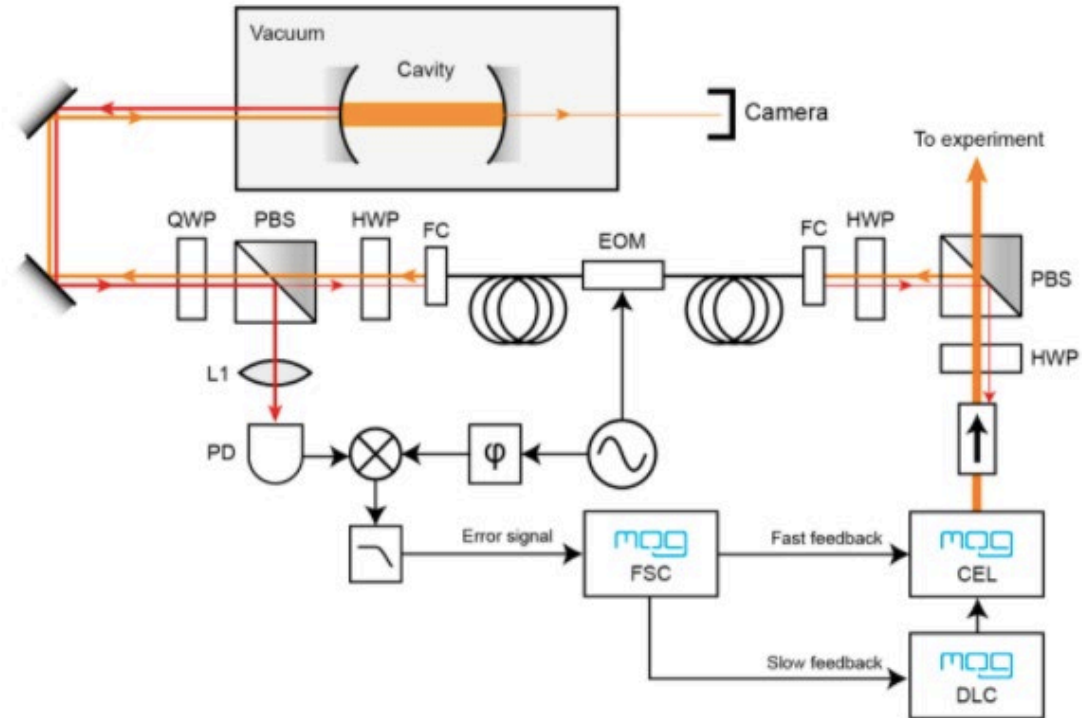 Vacuum
Cavity
Camera
To experiment
QWP
PBS
HWP
FC
EOM
FC
HWP
PBS
HWP
L1
PD
φ
Error signal
mog
FSC
Fast feedback
mog
CEL
Slow feedback
mog
DLC